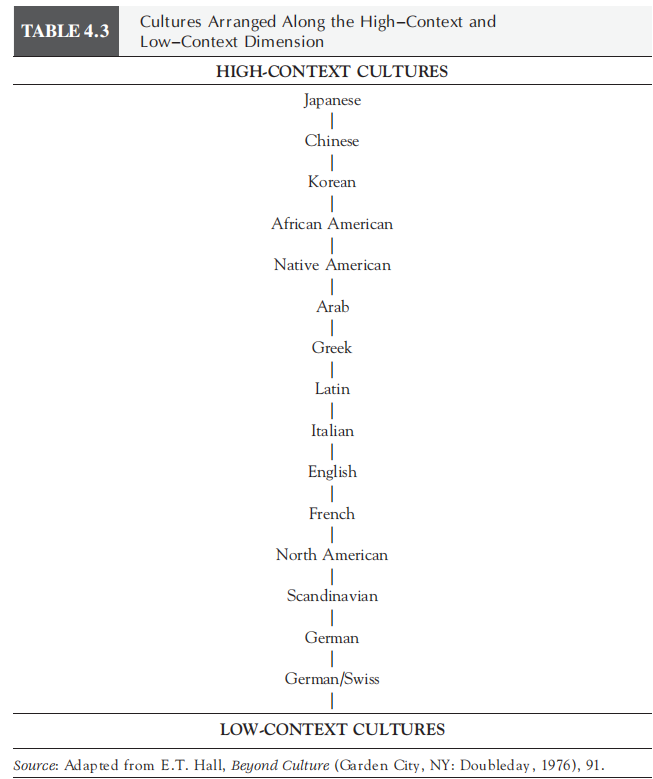 TABLE 4.3
Cultures Arranged Along the High–Context and
Low–Context Dimension
HIGH-CONTEXT CULTURES
Japanese
Chinese
Korean
African American
Native American
Arab
Greek
Latin
Italian
English
French
North American
Scandinavian
German
German/Swiss
LOW-CONTEXT CULTURES
Source: Adapted from E.T. Hall, Beyond Culture (Garden City, NY: Doubleday, 1976), 91.